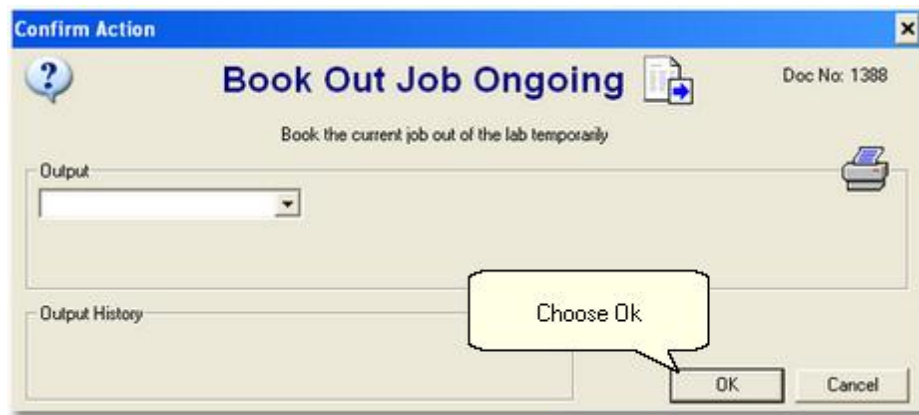 Confirm Action
Book Out Job Ongoing
Doc No: 1388
Book the current job out of the lab temporarily
Output
Output History
Choose Ok
OK
Cancel